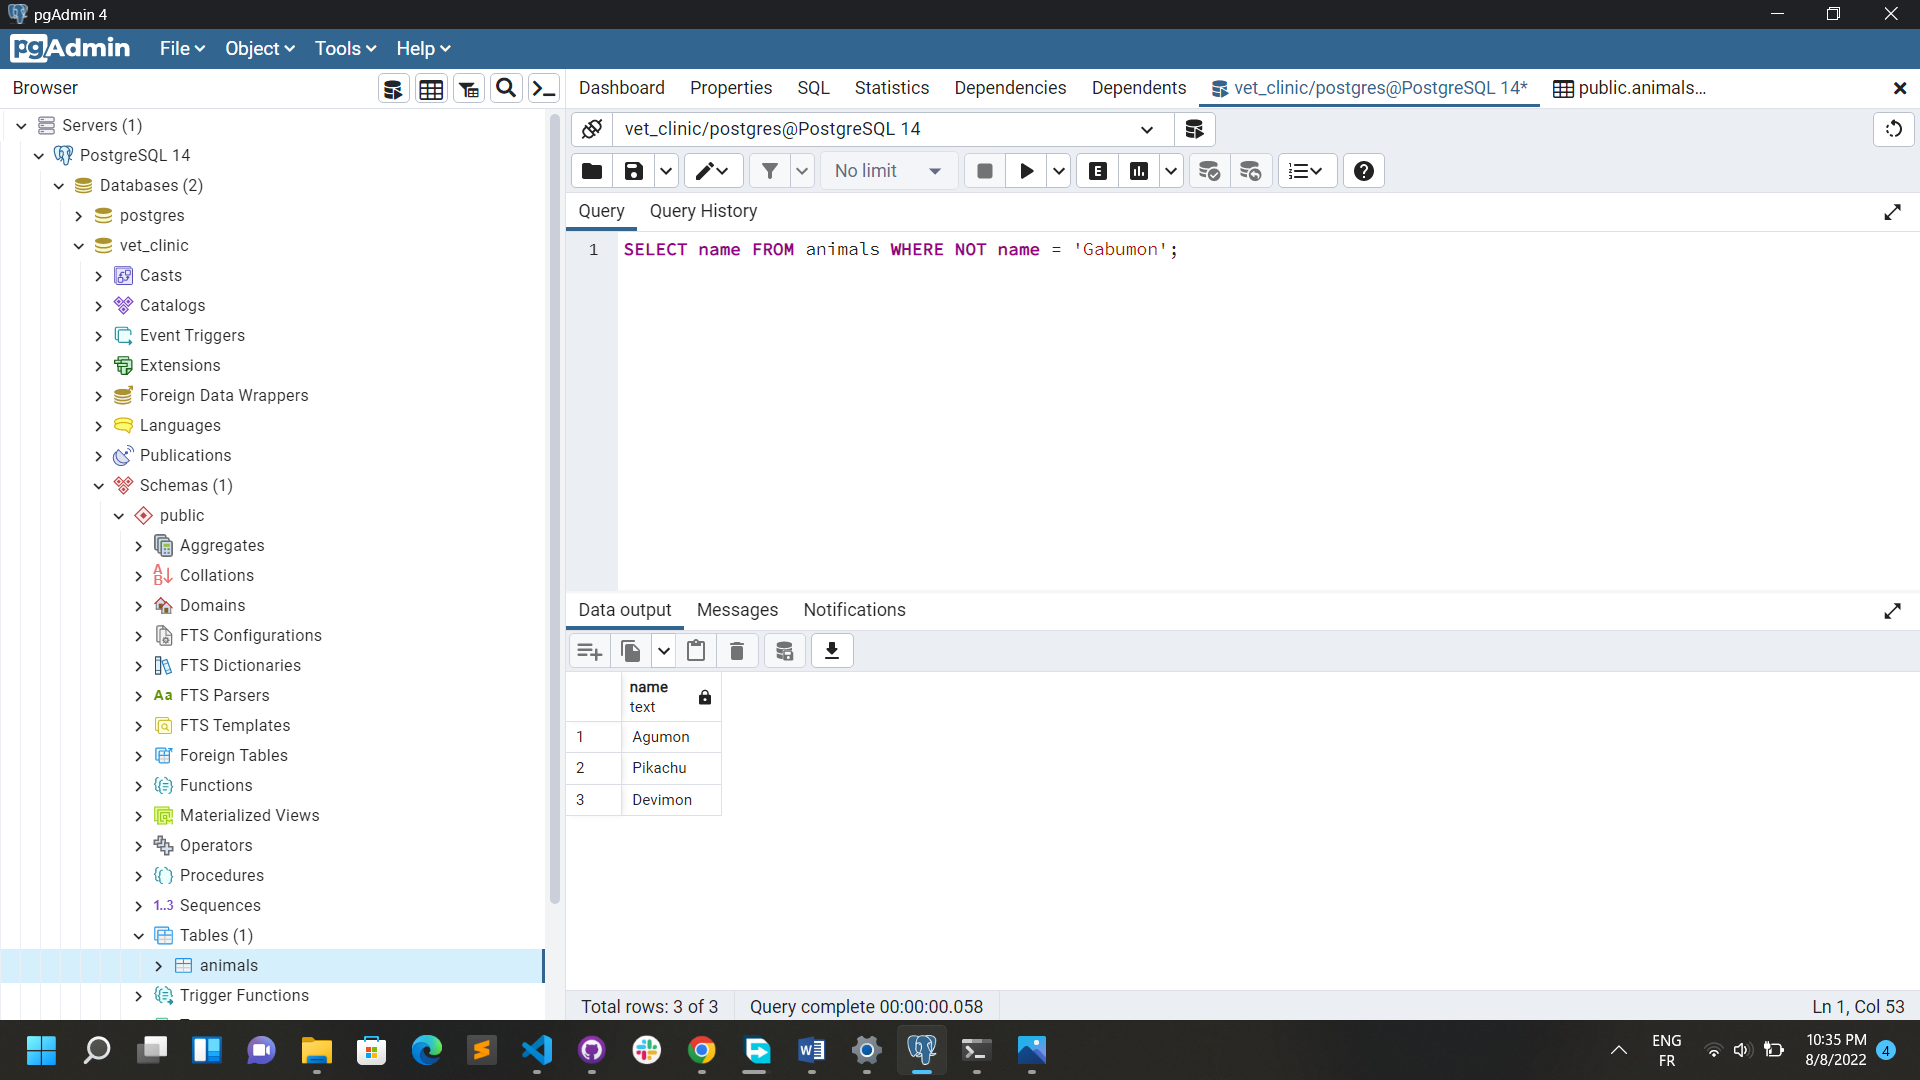 pgAdmin 4
pgAdmin File Object Tools Help
Browser
Dashboard Properties SQL Statistics Dependencies Dependents vet_clinic/postgres@PostgreSQL 14* public.animals...
Servers (1)
PostgreSQL 14
Databases (2)
postgres
vet_clinic
Casts
Catalogs
Event Triggers
Extensions
Foreign Data Wrappers
Languages
Publications
Schemas (1)
public
Aggregates
Collations
Domains
FTS Configurations
FTS Dictionaries
Aa FTS Parsers
FTS Templates
Foreign Tables
Functions
Materialized Views
Operators
Procedures
1..3 Sequences
Tables (1)
animals
Trigger Functions
vet_clinic/postgres@PostgreSQL 14
No limit
E
Query Query History
1 SELECT name FROM animals WHERE NOT name = 'Gabumon';
Data output Messages Notifications
name
text
1 Agumon
2 Pikachu
3 Devimon
Total rows: 3 of 3 Query complete 00:00:00.058 Ln 1, Col 53
ENG
FR
10:35 PM
8/8/2022
4